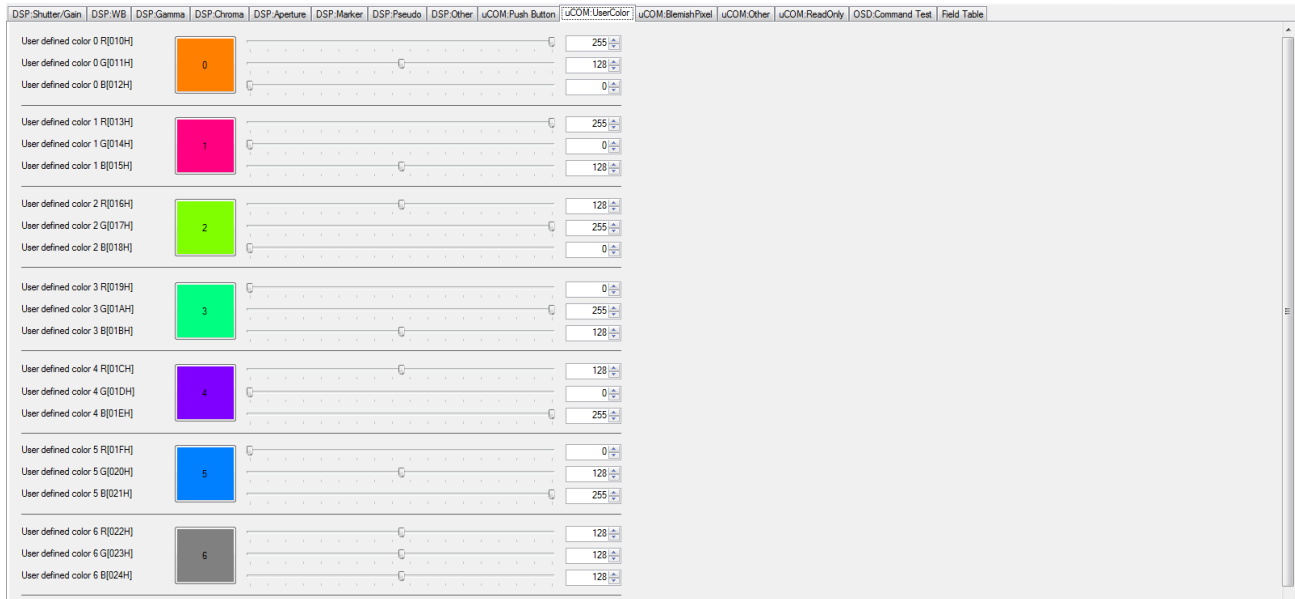 DSP:Shutter/Gain DSP:WB DSP:Gamma DSP:Chroma DSP:Aperture DSP:Marker DSP:Pseudo DSP:Other uCOM:Push Button uCOM:UserColor uCOM:BlemishPixel uCOM:Other uCOM:ReadOnly OSD:Command Test Field Table
User defined color 0 R[010H] 255
User defined color 0 G[011H] 0 128
User defined color 0 B[012H] 0
User defined color 1 R[013H] 255
User defined color 1 G[014H] 1 0
User defined color 1 B[015H] 128
User defined color 2 R[016H] 128
User defined color 2 G[017H] 2 255
User defined color 2 B[018H] 0
User defined color 3 R[019H] 0
User defined color 3 G[01AH] 3 255
User defined color 3 B[01BH] 128
User defined color 4 R[01CH] 128
User defined color 4 G[01DH] 4 0
User defined color 4 B[01EH] 255
User defined color 5 R[01FH] 0
User defined color 5 G[020H] 5 128
User defined color 5 B[021H] 255
User defined color 6 R[022H] 128
User defined color 6 G[023H] 6 128
User defined color 6 B[024H] 128